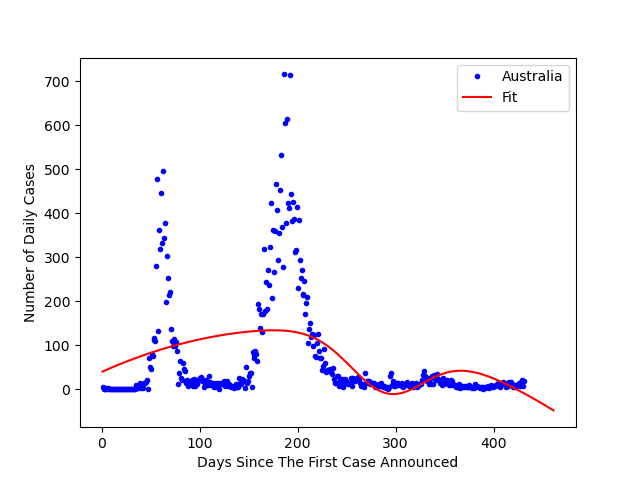 Australia
Fit
Number of Daily Cases
700
600
500
400
300
200
100
0
0 100 200 300 400
Days Since The First Case Announced